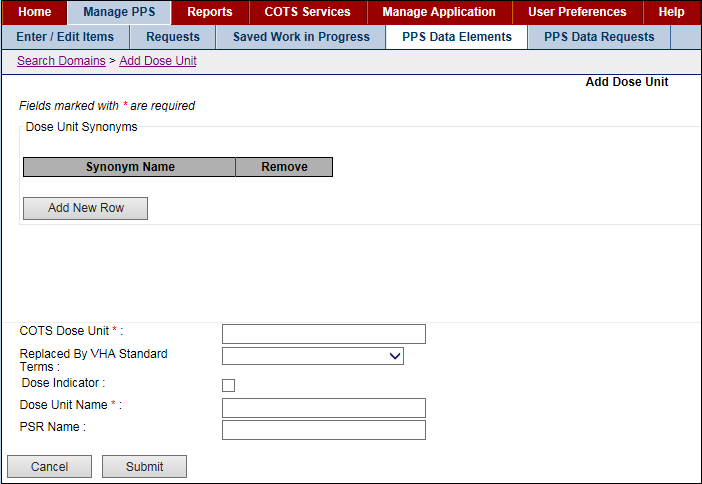 Home Manage PPS Reports COTS Services Manage Application User Preferences Help
Enter / Edit Items Requests Saved Work in Progress PPS Data Elements PPS Data Requests
Search Domains > Add Dose Unit
Add Dose Unit
Fields marked with * are required
Dose Unit Synonyms
Synonym Name Remove
Add New Row
COTS Dose Unit * :
Replaced By VHA Standard
Terms :
Dose Indicator :
Dose Unit Name * :
PSR Name :
Cancel Submit